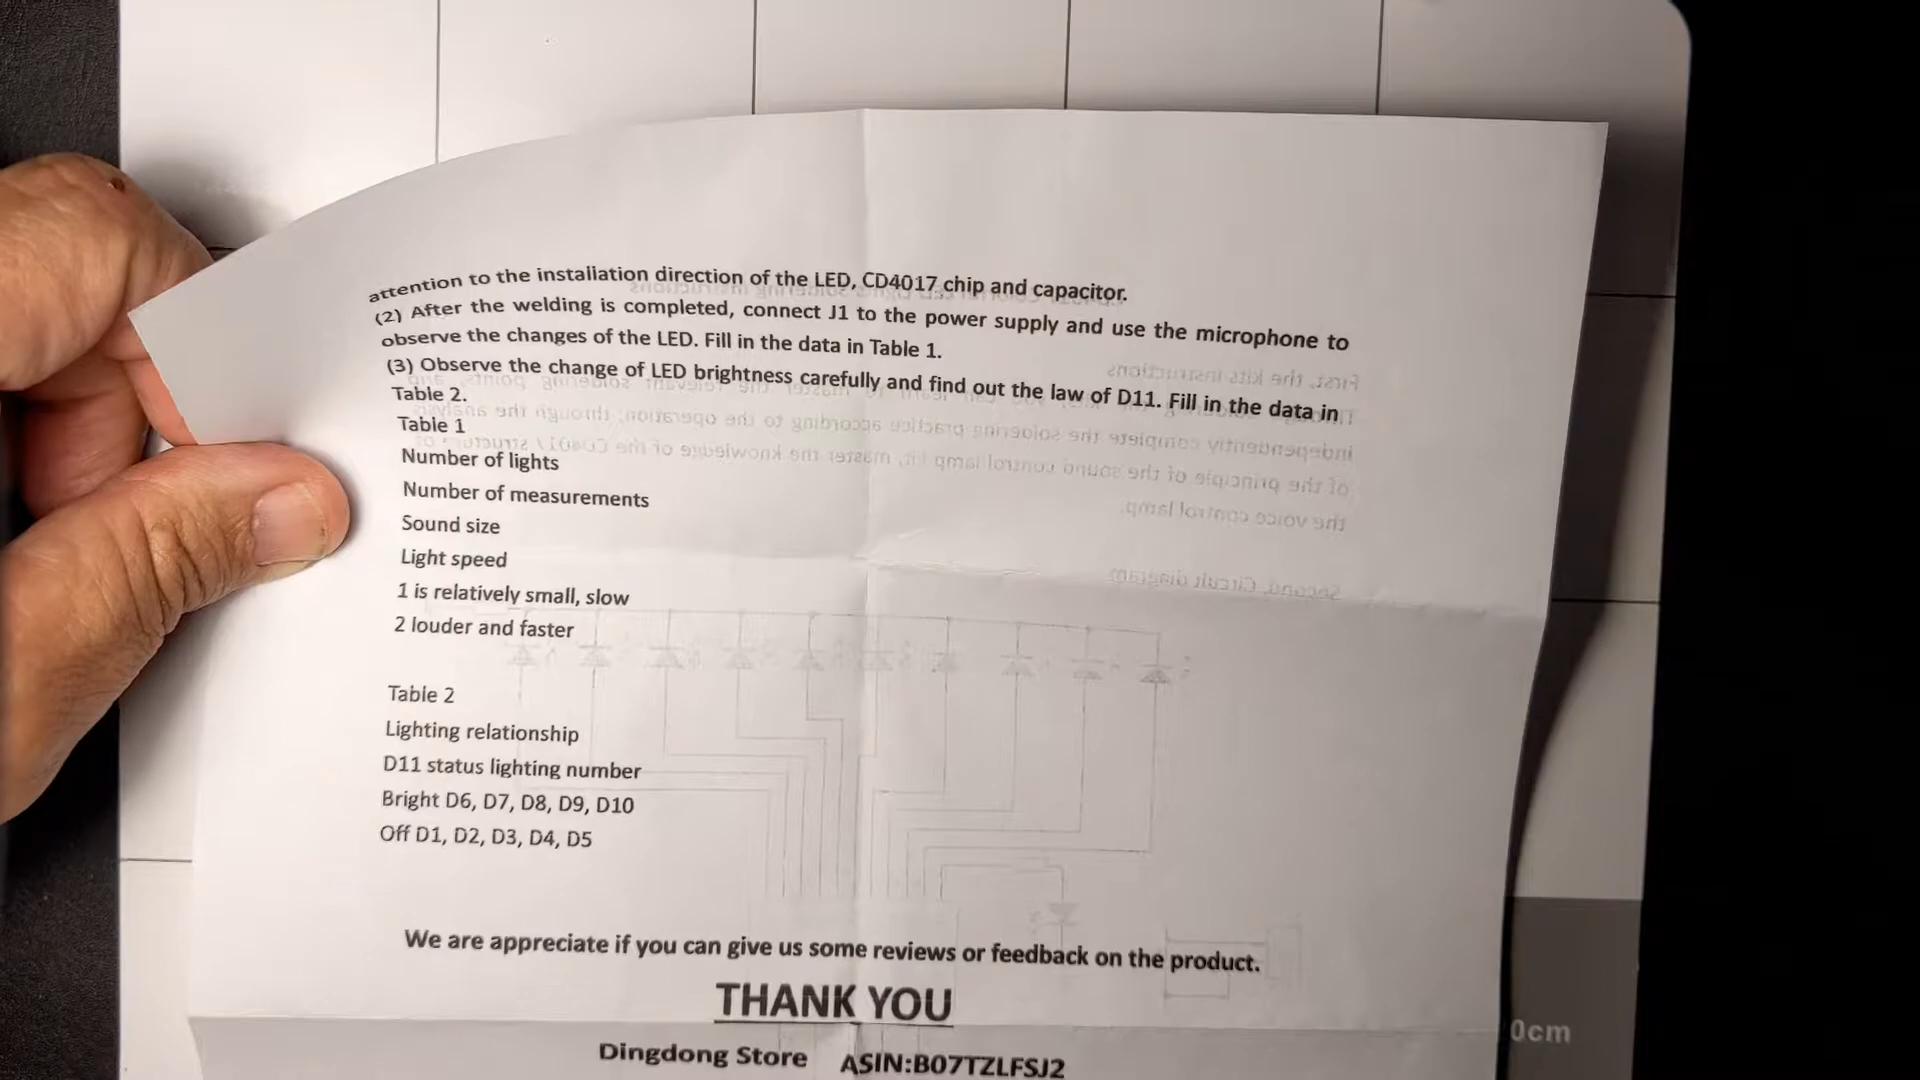 attention to the installation direction of the LED, CD4017 chip and capacitor.
(2) After the welding is completed, connect J1 to the power supply and use the microphone to
observe the changes of the LED. Fill in the data in Table 1.
(3) Observe the change of LED brightness carefully and find out the law of D11. Fill in the data in
Table 2.
Table 1
Number of lights
Number of measurements
Sound size
Light speed
1 is relatively small, slow
2 louder and faster
Table 2
Lighting relationship
D11 status lighting number
Bright D6, D7, D8, D9, D10
Off D1, D2, D3, D4, D5
We are appreciate if you can give us some reviews or feedback on the product.
THANK YOU
Dingdong Store ASIN:B07TZLFSJ2
0cm